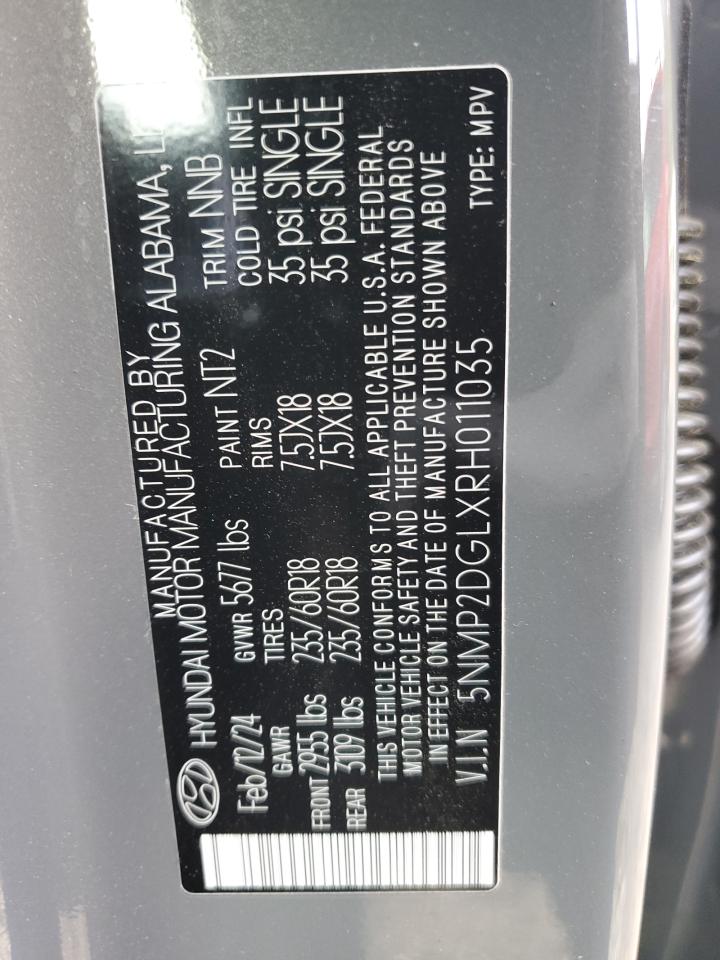 MANUFACTURED BY
HYUNDAI MOTOR MANUFACTURING ALABAMA,
Feb/12/24 GVWR 5677 lbs PAINT NT2 TRIM NNB
GAWR TIRES RIMS COLD TIRE INFL
FRONT 2955 lbs 235/60R18 7.5JX18 35 psi SINGLE
REAR 3109 lbs 235/60R18 7.5JX18 35 psi SINGLE
THIS VEHICLE CONFORMS TO ALL APPLICABLE U.S.A. FEDERAL
MOTOR VEHICLE SAFETY AND THEFT PREVENTION STANDARDS
IN EFFECT ON THE DATE OF MANUFACTURE SHOWN ABOVE
V.I.N 5NMP2DGLXRH011035 TYPE: MPV